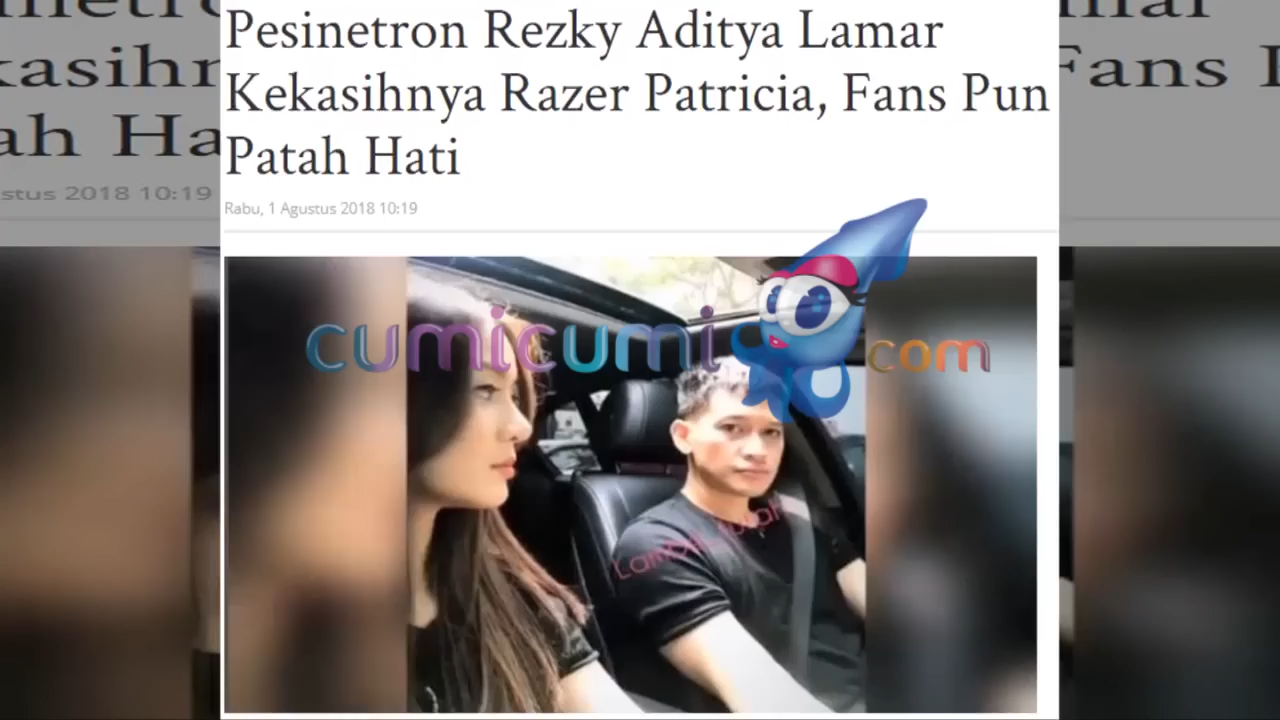 Pesinetron Rezky Aditya Lamar
Kekasihnya Razer Patricia, Fans Pun
Patah Hati
Rabu, 1 Agustus 2018 10:19
cumicumi.com